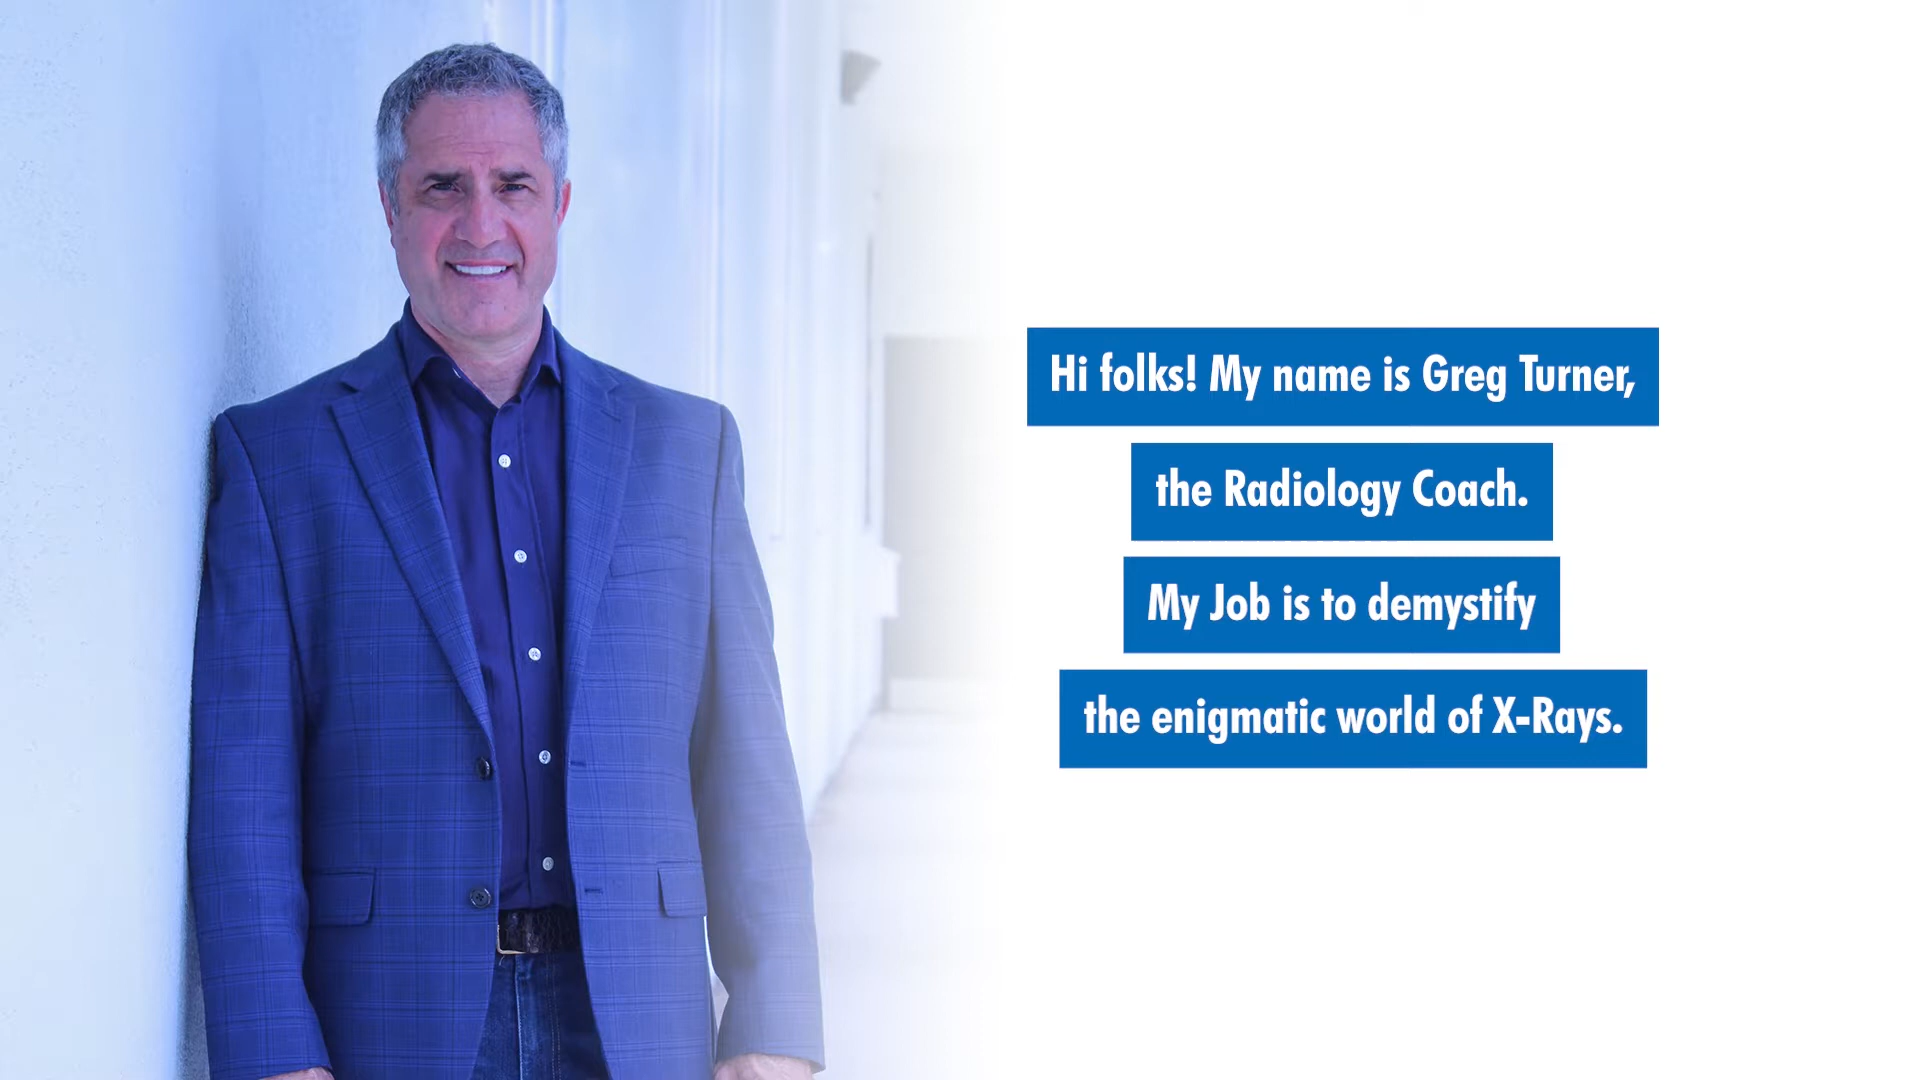 Hi folks! My name is Greg Turner,
the Radiology Coach.
My Job is to demystify
the enigmatic world of X-Rays.